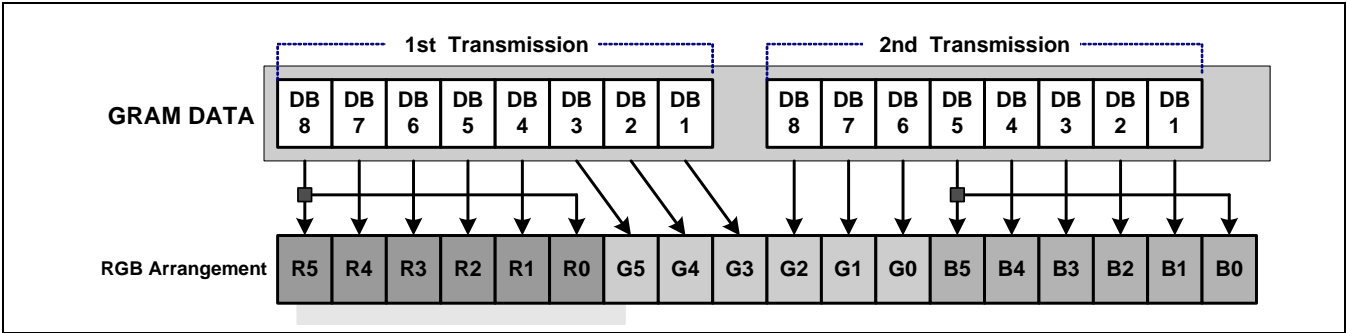 1st Transmission 2nd Transmission
GRAM DATA
DB 8 DB 7 DB 6 DB 5 DB 4 DB 3 DB 2 DB 1 DB 8 DB 7 DB 6 DB 5 DB 4 DB 3 DB 2 DB 1
RGB Arrangement R5 R4 R3 R2 R1 R0 G5 G4 G3 G2 G1 G0 B5 B4 B3 B2 B1 B0